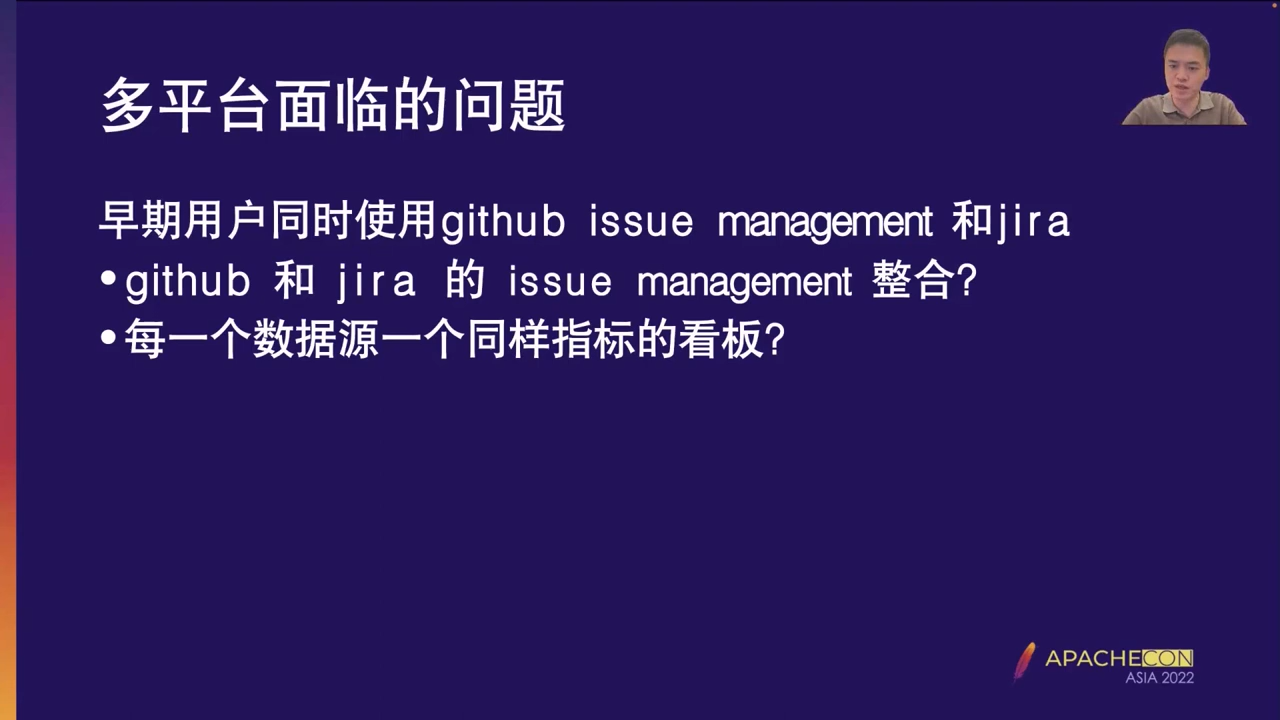 多平台面临的问题
早期用户同时使用github issue management 和jira
•github 和 jira 的 issue management 整合?
•每一个数据源一个同样指标的看板?
APACHECON
ASIA 2022